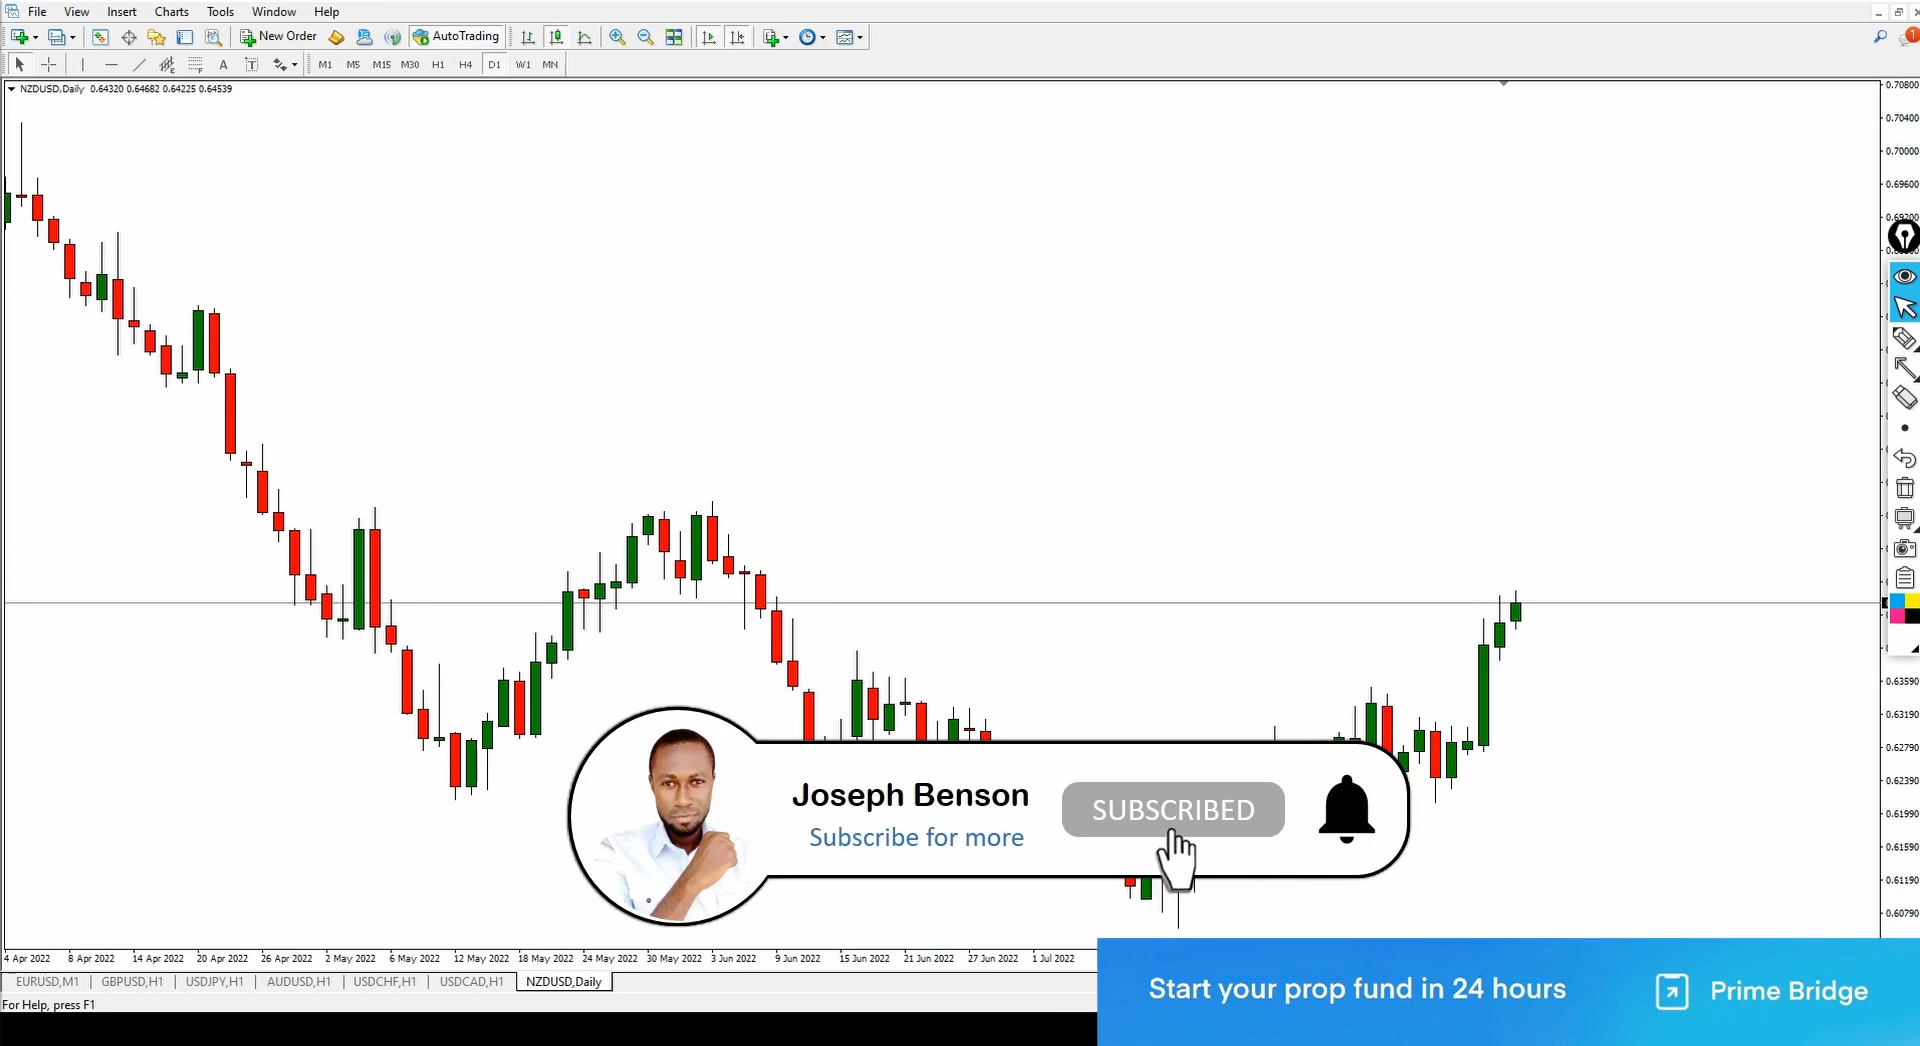 File View Insert Charts Tools Window Help
New Order AutoTrading 1
A T M1 M5 M15 M30 H1 H4 D1 W1 MN
NZDUSD,Daily 0.64320 0.64682 0.64225 0.64539
0.70800
0.70400
0.70000
0.69600
0.69200
0.63590
0.63190
0.62790
0.62390
0.61990
0.61590
0.61190
0.60790
Joseph Benson
Subscribe for more
SUBSCRIBED
4 Apr 2022 8 Apr 2022 14 Apr 2022 20 Apr 2022 26 Apr 2022 2 May 2022 6 May 2022 12 May 2022 18 May 2022 24 May 2022 30 May 2022 3 Jun 2022 9 Jun 2022 15 Jun 2022 21 Jun 2022 27 Jun 2022 1 Jul 2022
EURUSD,M1 GBPUSD,H1 USDJPY,H1 AUDUSD,H1 USDCHF,H1 USDCAD,H1 NZDUSD,Daily
For Help, press F1
Start your prop fund in 24 hours
Prime Bridge